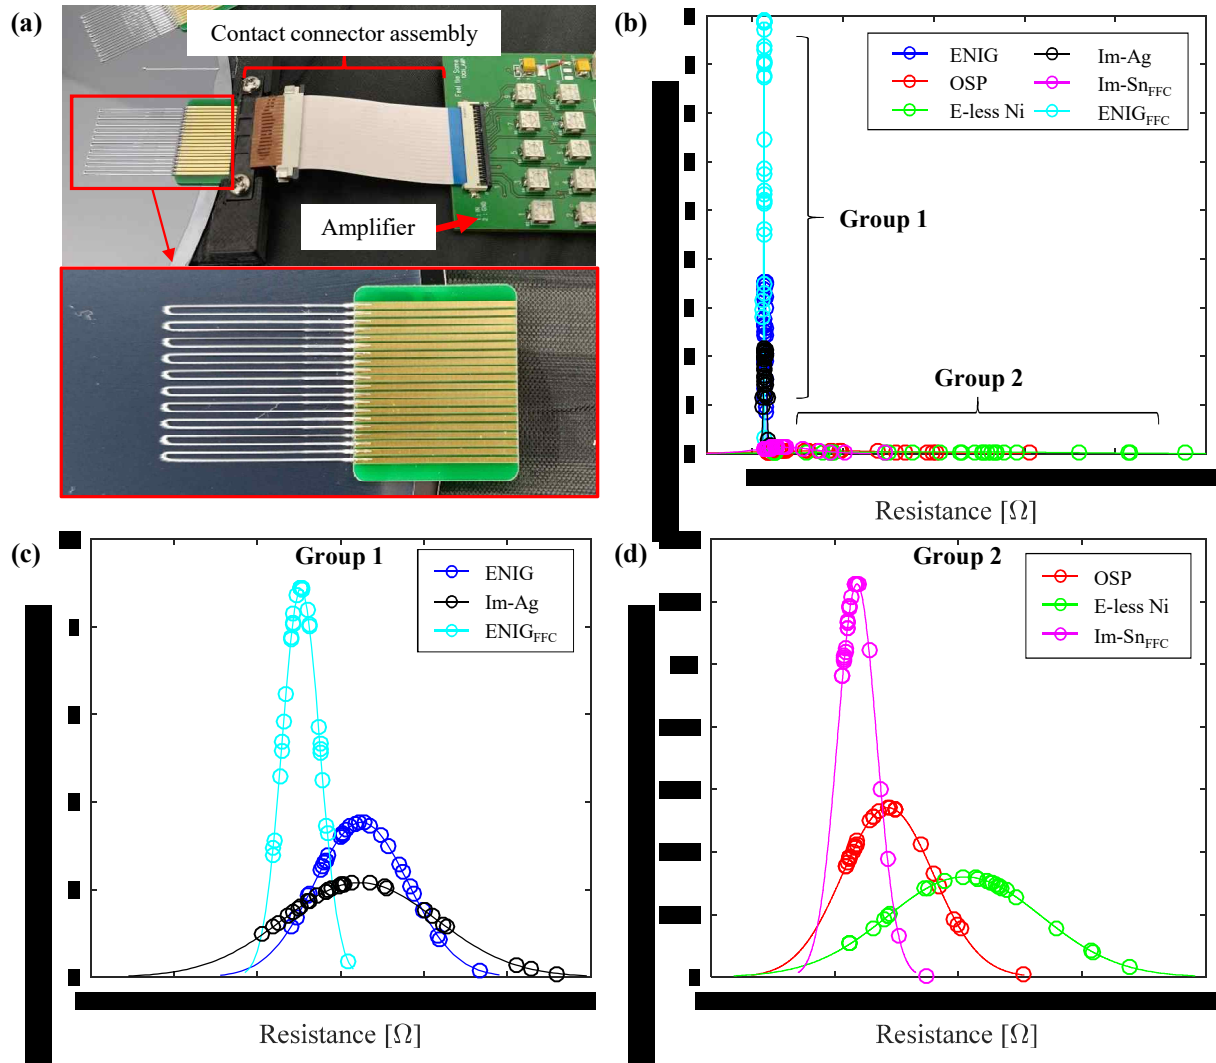 (a)
Contact connector assembly
Amplifier
(b)
ENIG
OSP
E-less Ni
Im-Ag
Im-SnFFC
ENIGFFC
Group 1
Group 2
Resistance [Ω]
(c)
Group 1
ENIG
Im-Ag
ENIGFFC
Resistance [Ω]
(d)
Group 2
OSP
E-less Ni
Im-SnFFC
Resistance [Ω]